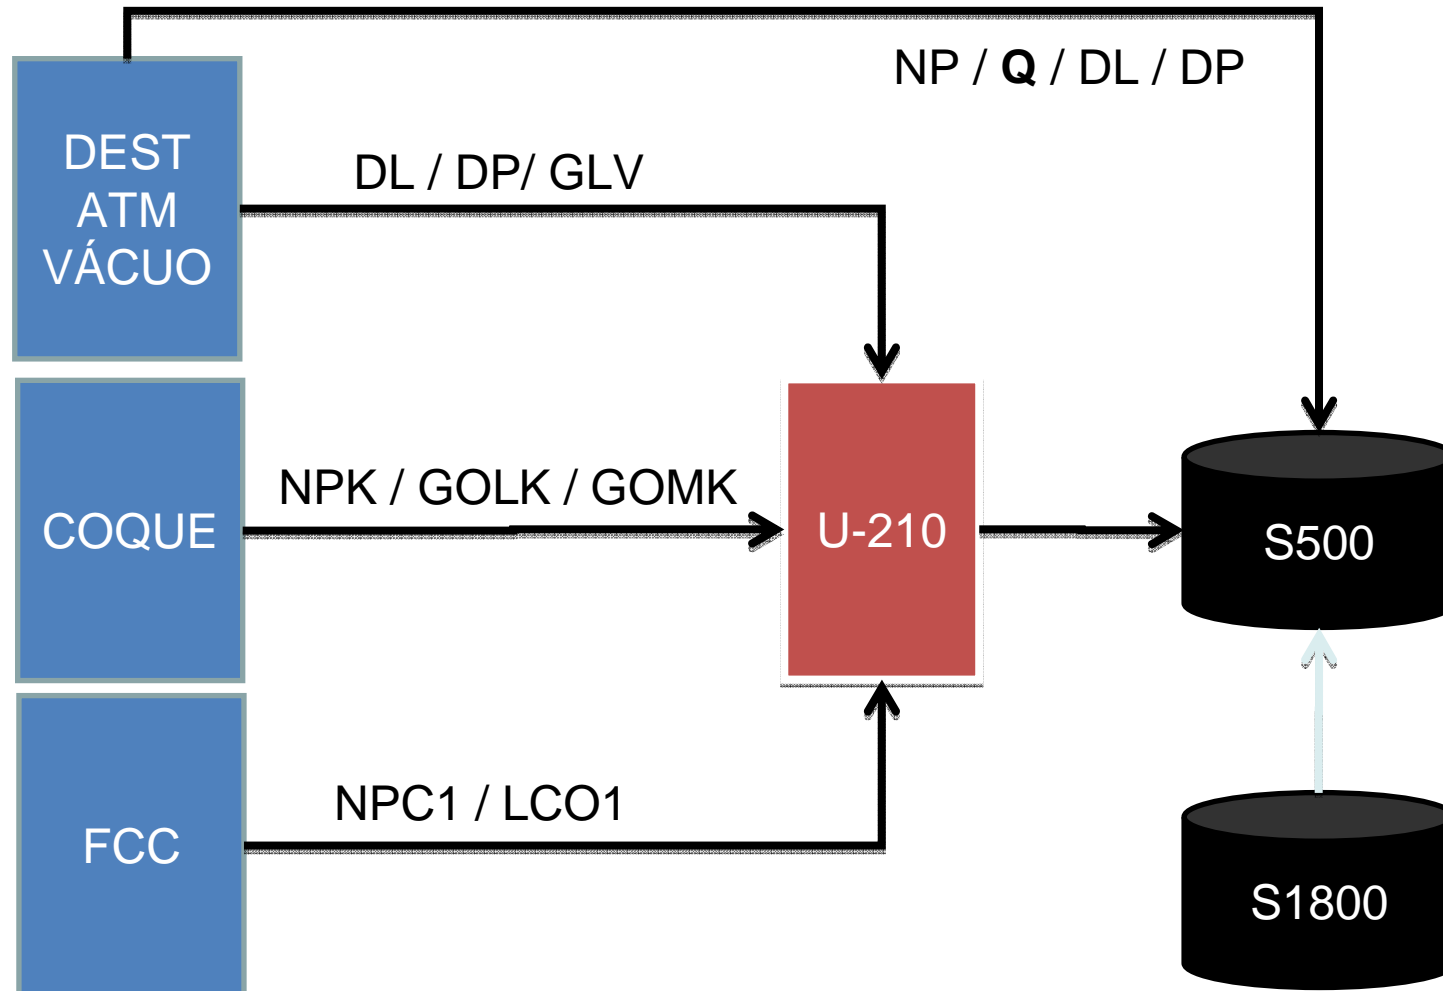 NP / Q / DL / DP
DEST
ATM
VÁCUO
DL / DP/ GLV
COQUE
NPK / GOLK / GOMK
U-210
S500
FCC
NPC1 / LCO1
S1800